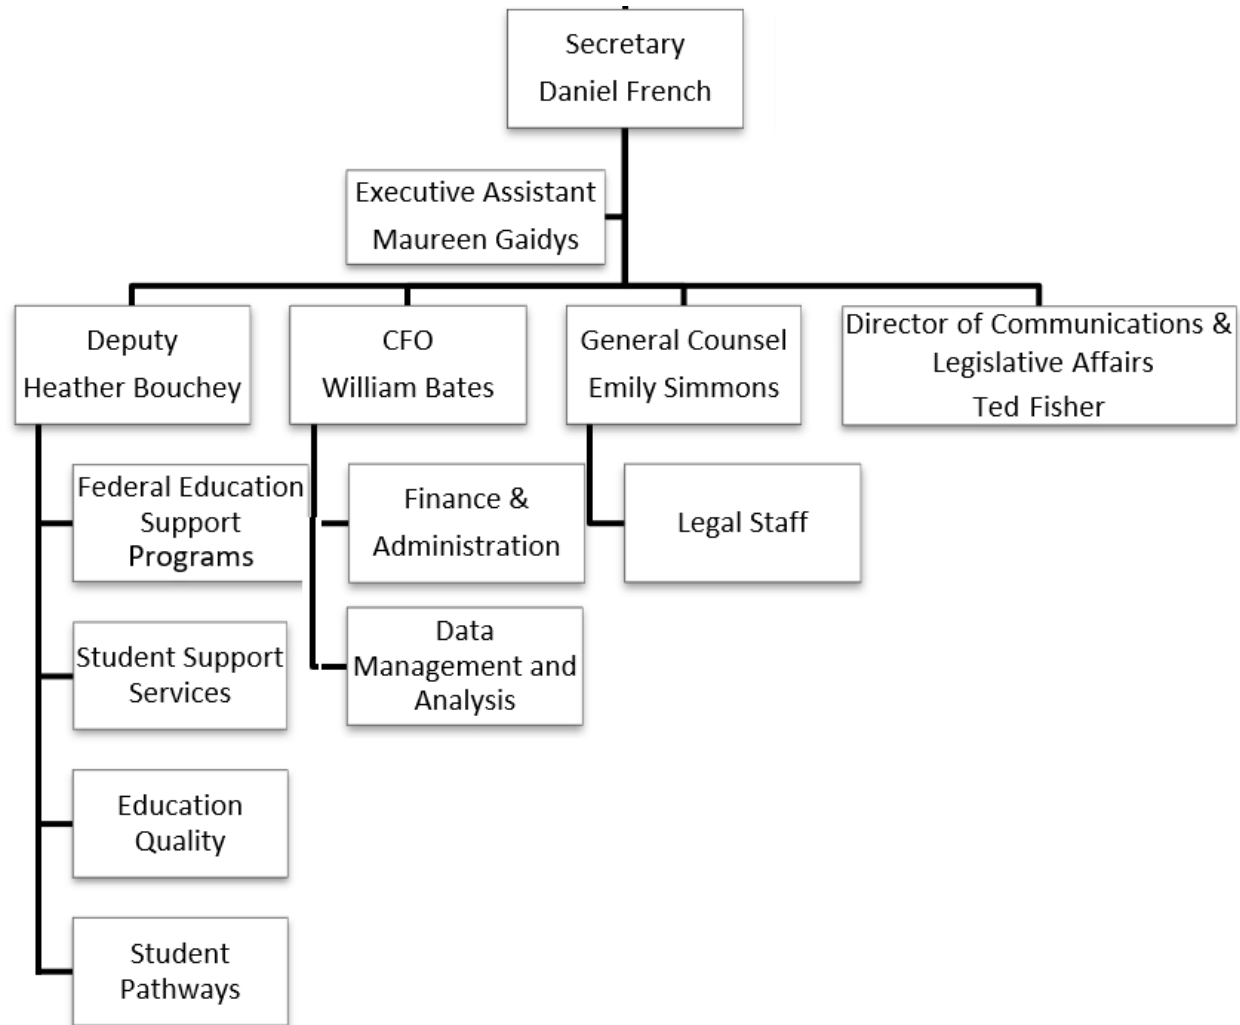 Secretary
Daniel French
Executive Assistant
Maureen Gaidys
Deputy
Heather Bouchey
CFO
William Bates
General Counsel
Emily Simmons
Director of Communications &
Legislative Affairs
Ted Fisher
Federal Education
Support
Programs
Student Support
Services
Education
Quality
Student
Pathways
Finance &
Administration
Data
Management and
Analysis
Legal Staff